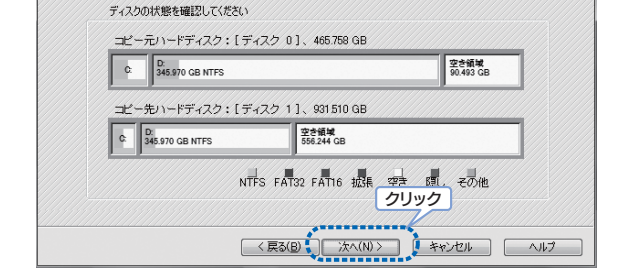 ディスクの状態を確認してください
コピー元ハードディスク：[ ディスク 0 ]、465.758 GB
C:
D:
345.970 GB NTFS
空き領域
90.493 GB
コピー先ハードディスク：[ ディスク 1 ]、931.510 GB
C:
D:
345.970 GB NTFS
空き領域
556.244 GB
NTFS FAT32 FAT16 拡張 空き 隠し その他
クリック
< 戻る(B) 次へ(N) > キャンセル ヘルプ